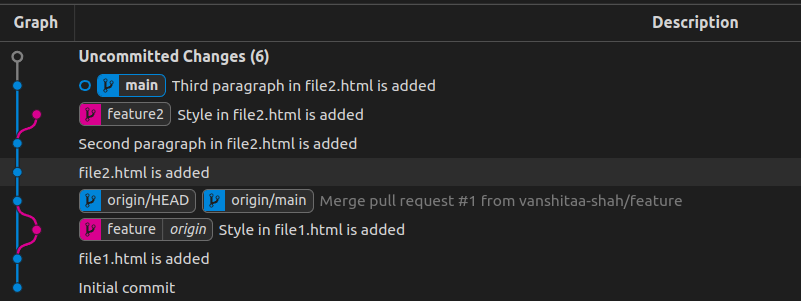 Graph Description
Uncommitted Changes (6)
main Third paragraph in file2.html is added
feature2 Style in file2.html is added
Second paragraph in file2.html is added
file2.html is added
origin/HEAD origin/main Merge pull request #1 from vanshitaa-shah/feature
feature origin Style in file1.html is added
file1.html is added
Initial commit